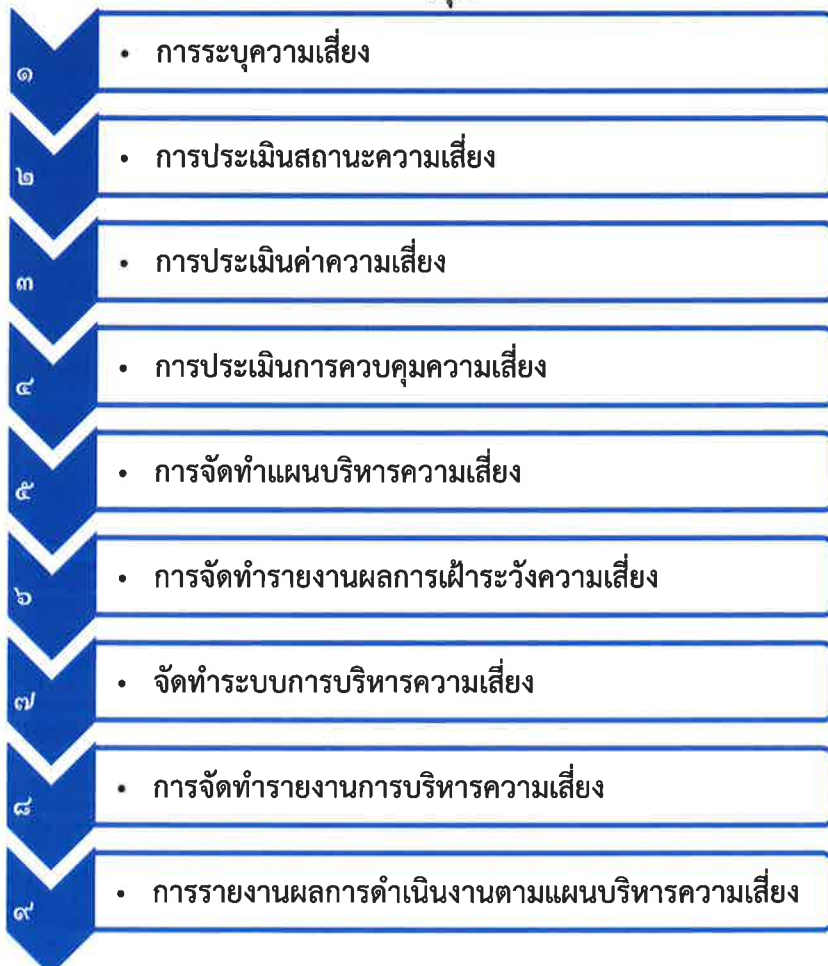 ๑ • การระบุความเสี่ยง
๒ • การประเมินสถานะความเสี่ยง
๓ • การประเมินค่าความเสี่ยง
๔ • การประเมินการควบคุมความเสี่ยง
๕ • การจัดทำแผนบริหารความเสี่ยง
๖ • การจัดทำรายงานผลการเฝ้าระวังความเสี่ยง
๗ • จัดทำระบบการบริหารความเสี่ยง
๘ • การจัดทำรายงานการบริหารความเสี่ยง
๙ • การรายงานผลการดำเนินงานตามแผนบริหารความเสี่ยง